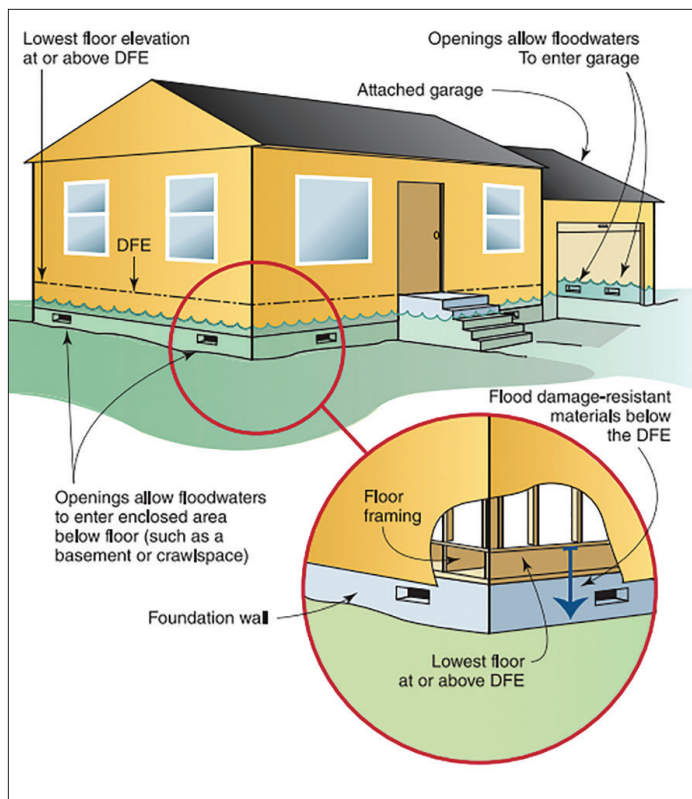 Lowest floor elevation
at or above DFE
Openings allow floodwaters
To enter garage
Attached garage
DFE
Flood damage-resistant
materials below
the DFE
Openings allow floodwaters
to enter enclosed area
below floor (such as a
basement or crawlspace)
Floor
framing
Foundation wall
Lowest floor
at or above DFE